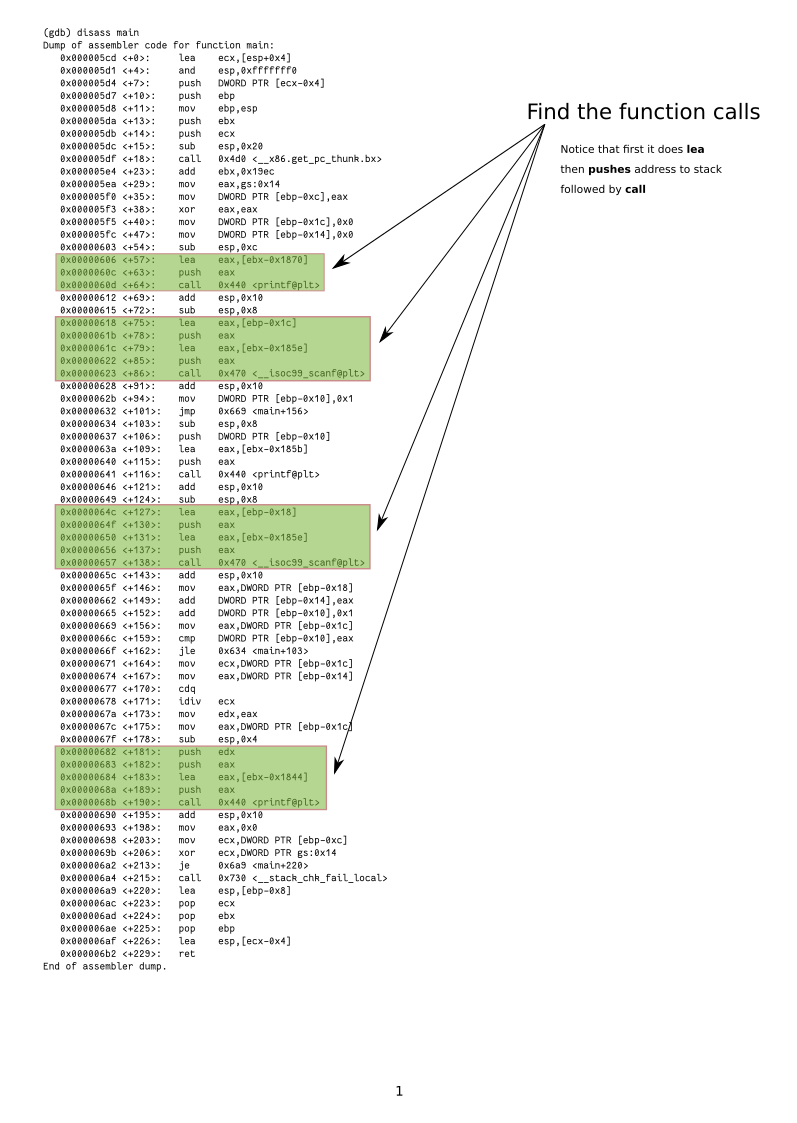 (gdb) disass main
Dump of assembler code for function main:
0x000005cd <+0>: lea ecx,[esp+0x4]
0x000005d1 <+4>: and esp,0xfffffff0
0x000005d4 <+7>: push DWORD PTR [ecx-0x4]
0x000005d7 <+10>: push ebp
0x000005d8 <+11>: mov ebp,esp
0x000005da <+13>: push ebx
0x000005db <+14>: push ecx
0x000005dc <+15>: sub esp,0x20
0x000005df <+18>: call 0x4d0 <__x86.get_pc_thunk.bx>
0x000005e4 <+23>: add ebx,0x19ec
0x000005ea <+29>: mov eax,gs:0x14
0x000005f0 <+35>: mov DWORD PTR [ebp-0xc],eax
0x000005f3 <+38>: xor eax,eax
0x000005f5 <+40>: mov DWORD PTR [ebp-0x1c],0x0
0x000005fc <+47>: mov DWORD PTR [ebp-0x14],0x0
0x00000603 <+54>: sub esp,0xc
0x00000606 <+57>: lea eax,[ebx-0x1870]
0x0000060c <+63>: push eax
0x0000060d <+64>: call 0x440 <printf@plt>
0x00000612 <+69>: add esp,0x10
0x00000615 <+72>: sub esp,0x8
0x00000618 <+75>: lea eax,[ebp-0x1c]
0x0000061b <+78>: push eax
0x0000061c <+79>: lea eax,[ebx-0x185e]
0x00000622 <+85>: push eax
0x00000623 <+86>: call 0x470 <__isoc99_scanf@plt>
0x00000628 <+91>: add esp,0x10
0x0000062b <+94>: mov DWORD PTR [ebp-0x10],0x1
0x00000632 <+101>: jmp 0x669 <main+156>
0x00000634 <+103>: sub esp,0x8
0x00000637 <+106>: push DWORD PTR [ebp-0x10]
0x0000063a <+109>: lea eax,[ebx-0x185b]
0x00000640 <+115>: push eax
0x00000641 <+116>: call 0x440 <printf@plt>
0x00000646 <+121>: add esp,0x10
0x00000649 <+124>: sub esp,0x8
0x0000064c <+127>: lea eax,[ebp-0x18]
0x0000064f <+130>: push eax
0x00000650 <+131>: lea eax,[ebx-0x185e]
0x00000656 <+137>: push eax
0x00000657 <+138>: call 0x470 <__isoc99_scanf@plt>
0x0000065c <+143>: add esp,0x10
0x0000065f <+146>: mov eax,DWORD PTR [ebp-0x18]
0x00000662 <+149>: add DWORD PTR [ebp-0x14],eax
0x00000665 <+152>: add DWORD PTR [ebp-0x10],0x1
0x00000669 <+156>: mov eax,DWORD PTR [ebp-0x1c]
0x0000066c <+159>: cmp DWORD PTR [ebp-0x10],eax
0x0000066f <+162>: jle 0x634 <main+103>
0x00000671 <+164>: mov ecx,DWORD PTR [ebp-0x1c]
0x00000674 <+167>: mov eax,DWORD PTR [ebp-0x14]
0x00000677 <+170>: cdq
0x00000678 <+171>: idiv ecx
0x0000067a <+173>: mov edx,eax
0x0000067c <+175>: mov eax,DWORD PTR [ebp-0x1c]
0x0000067f <+178>: sub esp,0x4
0x00000682 <+181>: push edx
0x00000683 <+182>: push eax
0x00000684 <+183>: lea eax,[ebx-0x1844]
0x0000068a <+189>: push eax
0x0000068b <+190>: call 0x440 <printf@plt>
0x00000690 <+195>: add esp,0x10
0x00000693 <+198>: mov eax,0x0
0x00000698 <+203>: mov ecx,DWORD PTR [ebp-0xc]
0x0000069b <+206>: xor ecx,DWORD PTR gs:0x14
0x000006a2 <+213>: je 0x6a9 <main+220>
0x000006a4 <+215>: call 0x730 <__stack_chk_fail_local>
0x000006a9 <+220>: lea esp,[ebp-0x8]
0x000006ac <+223>: pop ecx
0x000006ad <+224>: pop ebx
0x000006ae <+225>: pop ebp
0x000006af <+226>: lea esp,[ecx-0x4]
0x000006b2 <+229>: ret
End of assembler dump.
Find the function calls
Notice that first it does lea
then pushes address to stack
followed by call
1